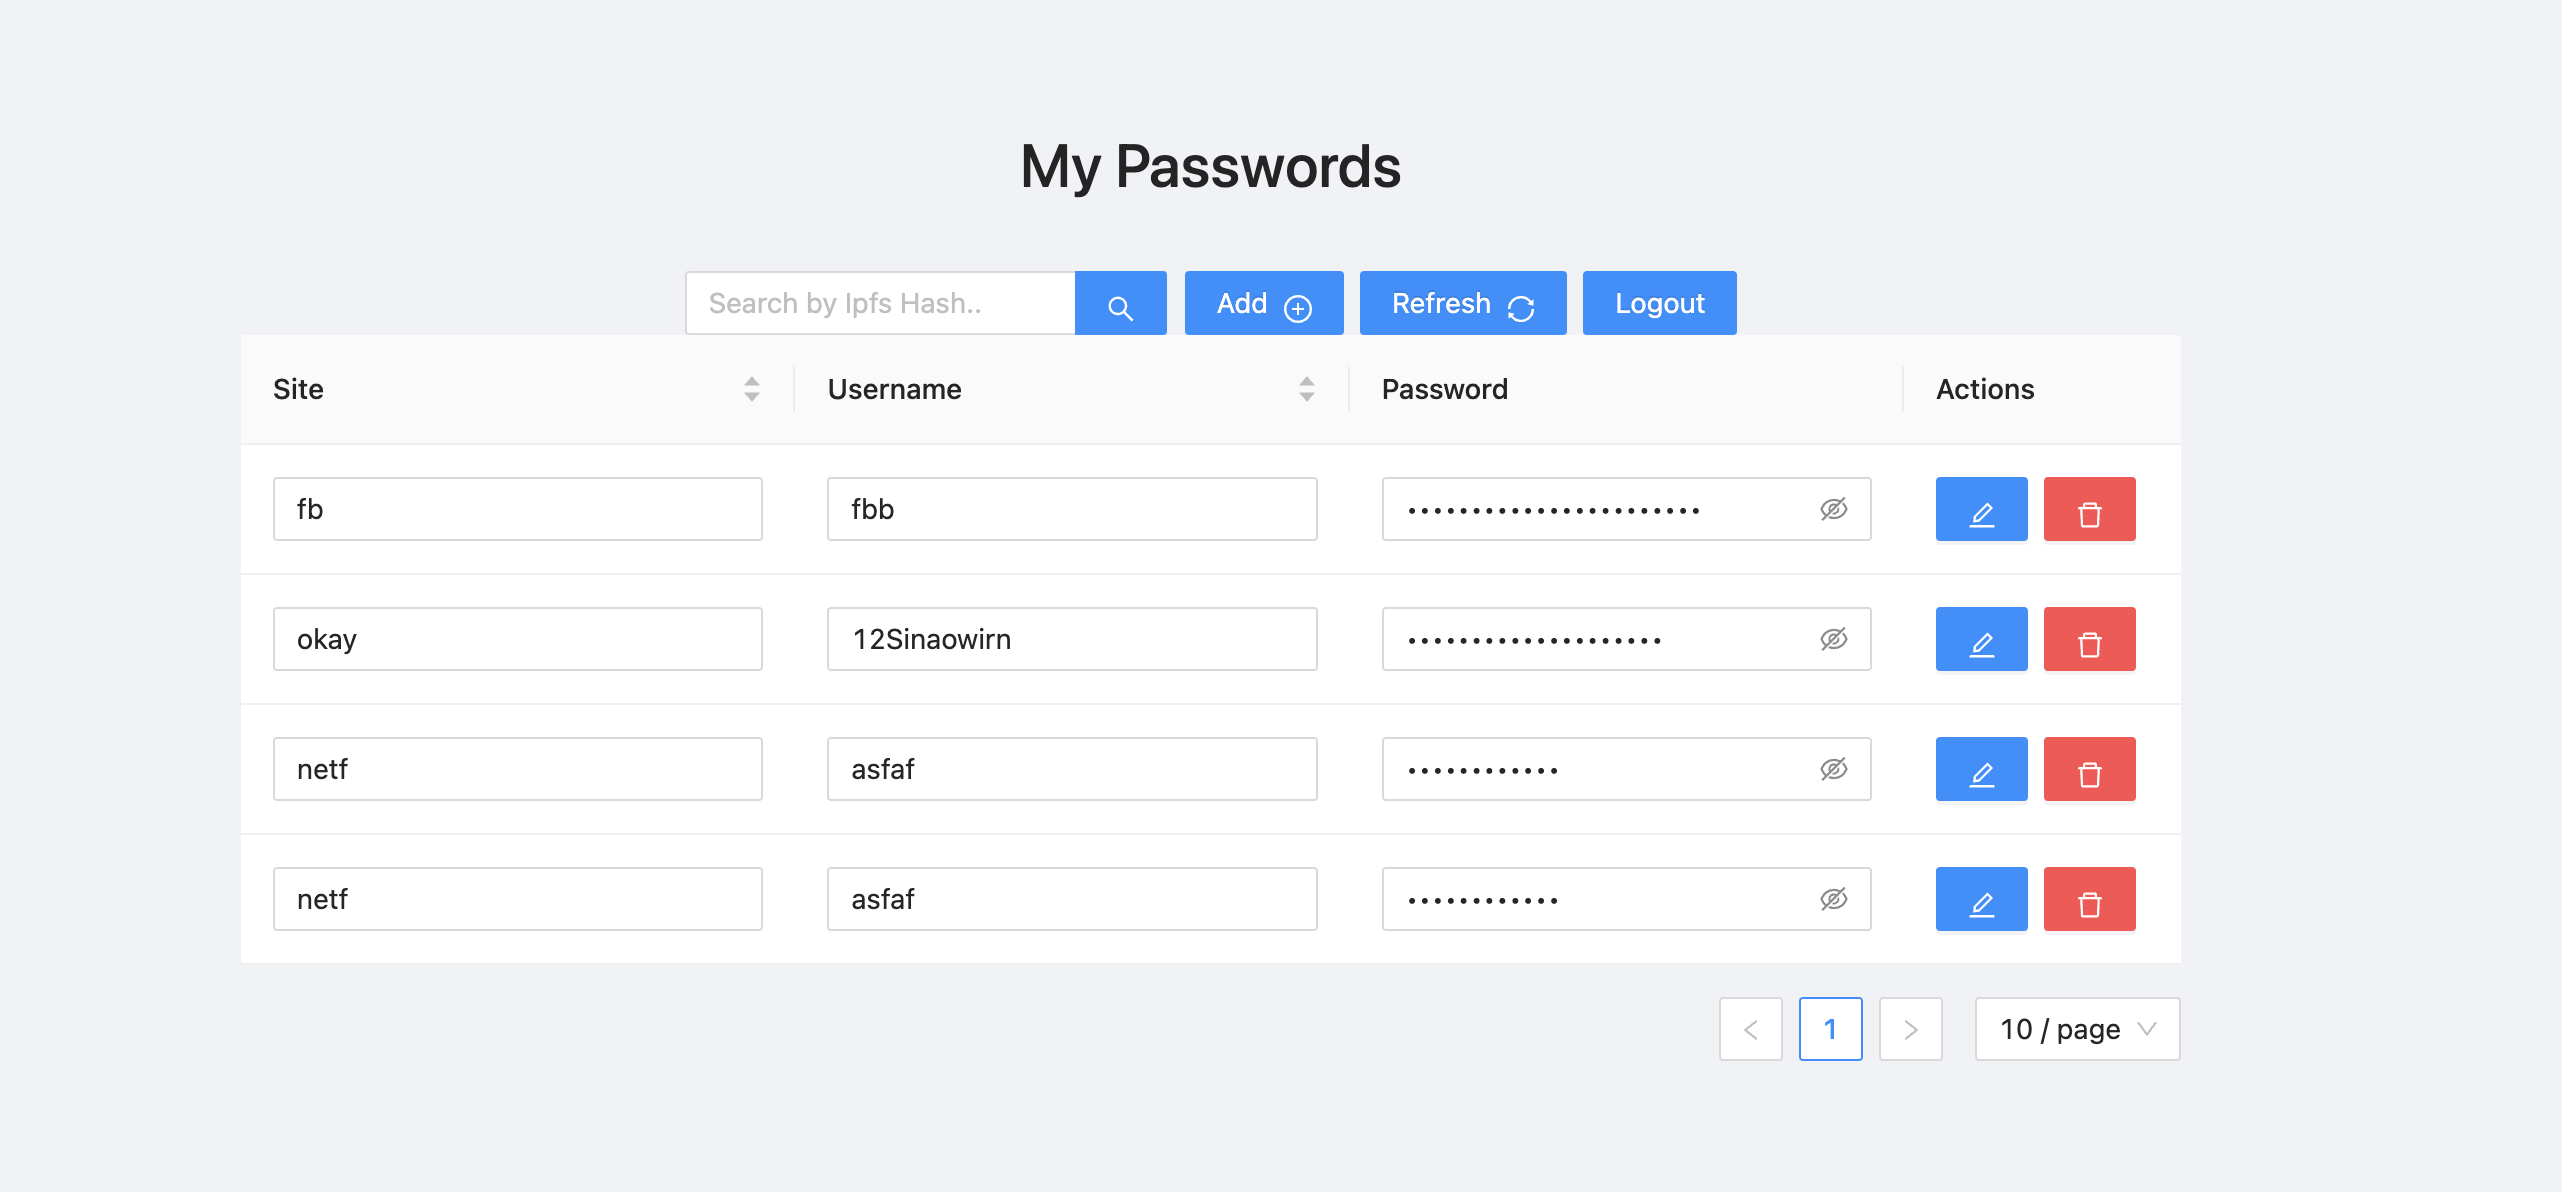 My Passwords
Search by Ipfs Hash..
Add
Refresh
Logout
Site
Username
Password
Actions
fb
fbb
•••••••••••••••••••••••
okay
12Sinaowirn
••••••••••••••••••••
netf
asfaf
••••••••••••
netf
asfaf
••••••••••••
1
10 / page